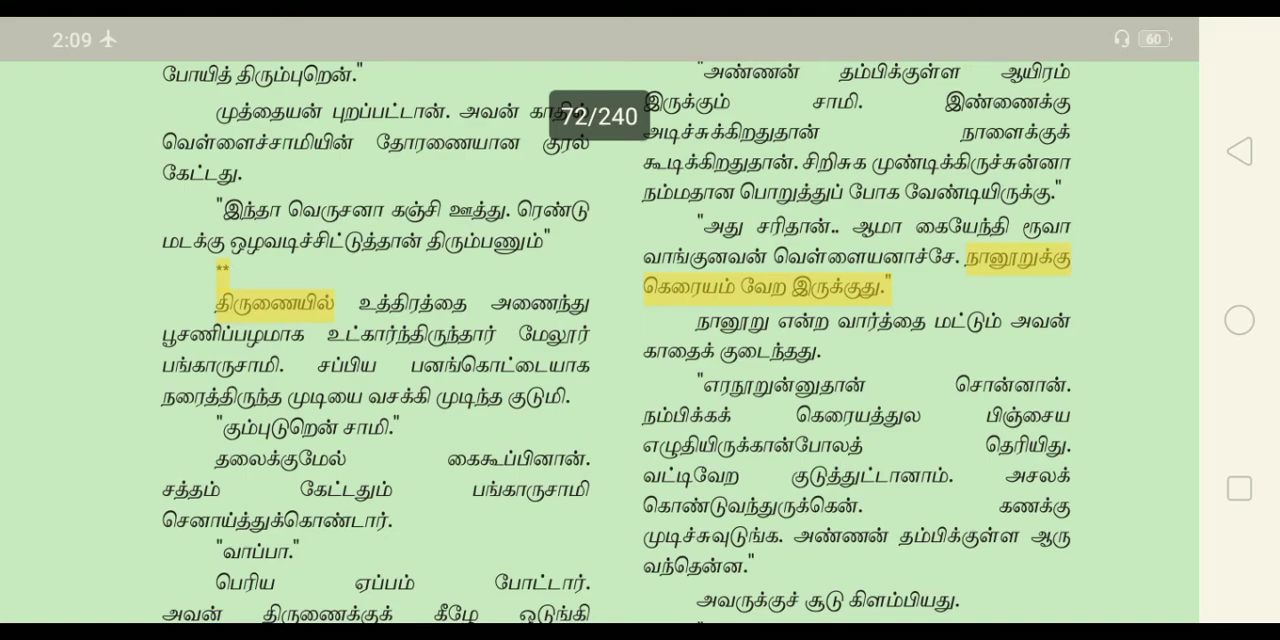 2:09
60
72/240
போயித் திரும்புறென்."
முத்தையன் புறப்பட்டான். அவன்
வெள்ளைச்சாமியின் தோரணையான குரல்
கேட்டது.
"இந்தா வெருசனா கஞ்சி ஊத்து. ரெண்டு
மடக்கு ஒழவடிச்சிட்டுத்தான் திரும்பணும்"
**
திருணையில் உத்திரத்தை அணைந்து
பூசணிப்பழமாக உட்கார்ந்திருந்தார் மேலூர்
பங்காருசாமி. சப்பிய பனங்கொட்டையாக
நரைத்திருந்த முடியை வசக்கி முடிந்த குடுமி.
"கும்புடுறென் சாமி."
தலைக்குமேல் கைகூப்பினான்.
சத்தம் கேட்டதும் பங்காருசாமி
செனாய்த்துக்கொண்டார்.
"வாப்பா."
பெரிய ஏப்பம் போட்டார்.
அவன் திருணைக்குக் கீழே ஒடுங்கி
"அண்ணன் தம்பிக்குள்ள ஆயிரம்
இருக்கும் சாமி. இண்ணைக்கு
அடிச்சுக்கிறதுதான் நாளைக்குக்
கூடிக்கிறதுதான். சிறிசுக முண்டிக்கிருச்சுன்னா
நம்மதான பொறுத்துப் போக வேண்டியிருக்கு."
"அது சரிதான்.. ஆமா கையேந்தி ரூவா
வாங்குனவன் வெள்ளையனாச்சே. நானூறுக்கு
கெரையம் வேற இருக்குது."
நானூறு என்ற வார்த்தை மட்டும் அவன்
காதைக் குடைந்தது.
"எரநூறுன்னுதான் சொன்னான்.
நம்பிக்கக் கெரையத்துல பிஞ்சைய
எழுதியிருக்கான்போலத் தெரியிது.
வட்டிவேற குடுத்துட்டானாம். அசலக்
கொண்டுவந்துருக்கென். கணக்கு
முடிச்சுவுடுங்க. அண்ணன் தம்பிக்குள்ள ஆரு
வந்தென்ன."
அவருக்குச் சூடு கிளம்பியது.